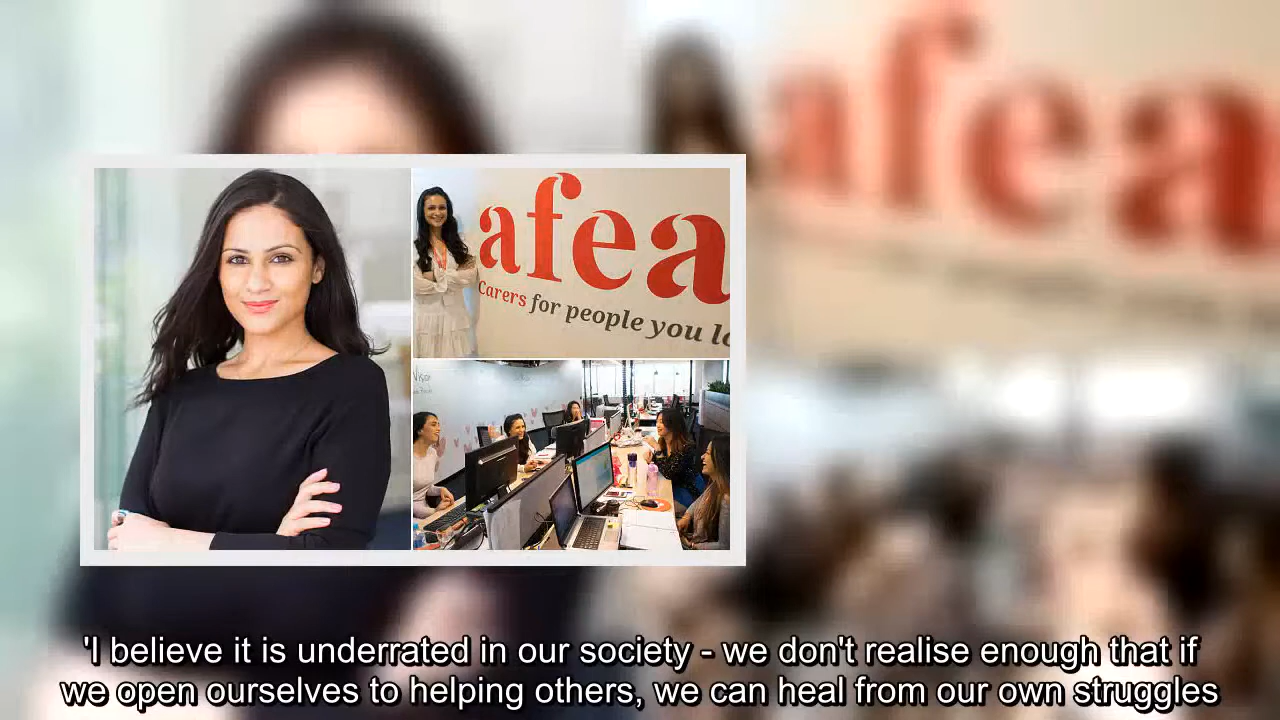 afea
Carers for people you lo
'I believe it is underrated in our society - we don't realise enough that if
we open ourselves to helping others, we can heal from our own struggles